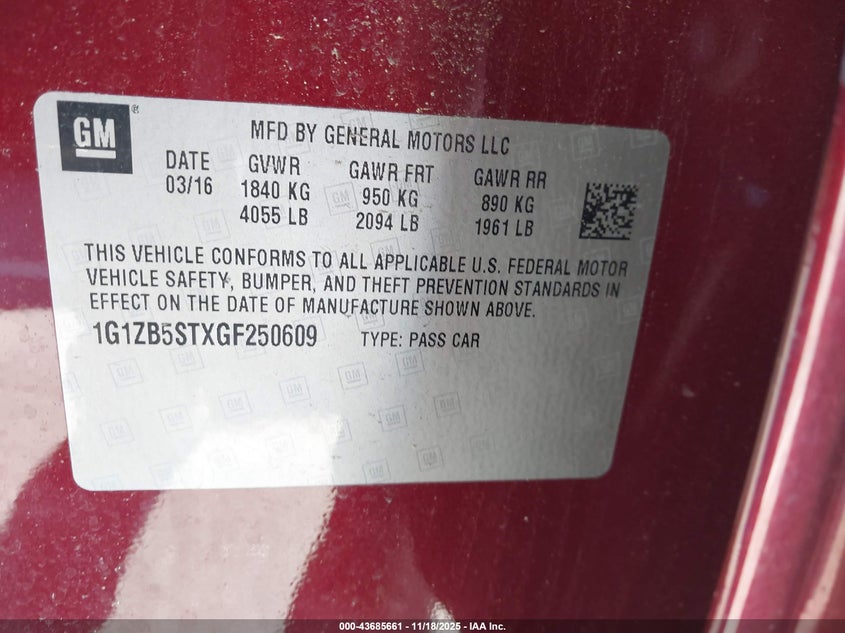 GM
MFD BY GENERAL MOTORS LLC
DATE GVWR GAWR FRT GAWR RR
03/16 1840 KG 950 KG 890 KG
4055 LB 2094 LB 1961 LB
THIS VEHICLE CONFORMS TO ALL APPLICABLE U.S. FEDERAL MOTOR
VEHICLE SAFETY, BUMPER, AND THEFT PREVENTION STANDARDS IN
EFFECT ON THE DATE OF MANUFACTURE SHOWN ABOVE.
1G1ZB5STXGF250609 TYPE: PASS CAR
000-43685661 - 11/18/2025 - IAA Inc.